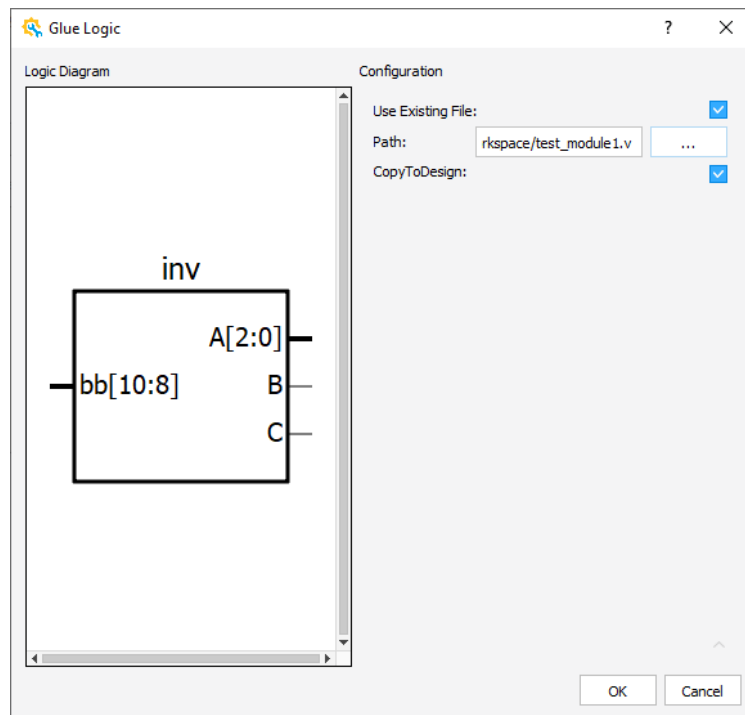 Glue Logic
Logic Diagram
inv
A[2:0]
bb[10:8]
B
C
Configuration
Use Existing File:
Path:
rkspace/test_module1.v
...
CopyToDesign:
OK
Cancel